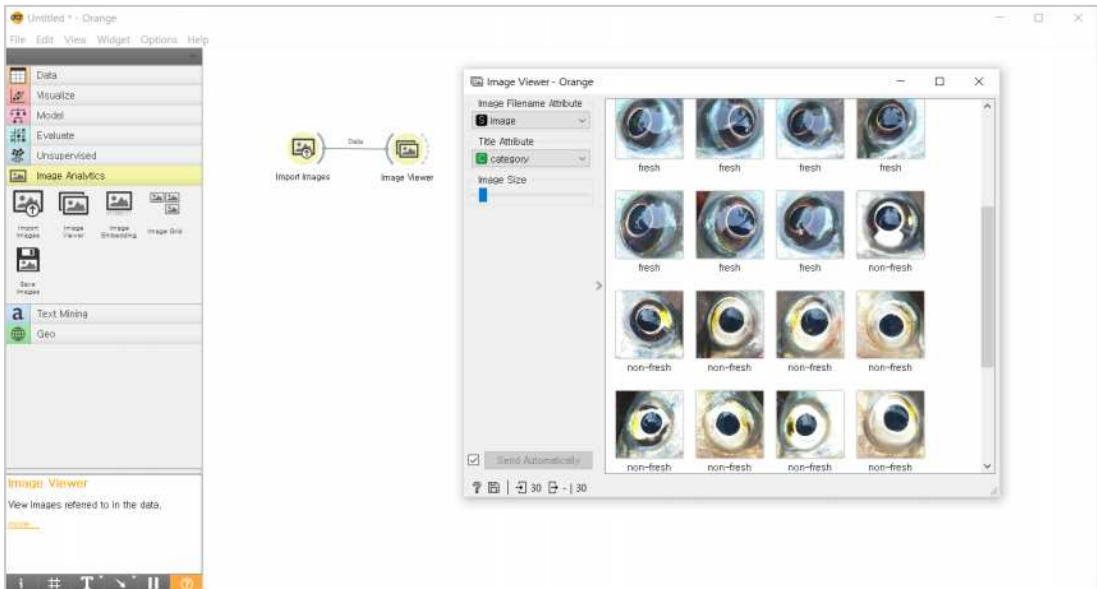 Untitled * - Orange
File Edit View Widget Options Help
Data
Visualize
Model
Evaluate
Unsupervised
Image Analytics
Import Images
Image Viewer
Image Embedding
Image Grid
Save Images
a Text Mining
Geo
Image Viewer
View images referred to in the data.
more...
Data
Import Images
Image Viewer
Image Viewer - Orange
Image Filename Attribute
S image
Title Attribute
C category
Image Size
Send Automatically
? 30 - | 30
fresh fresh fresh fresh
fresh fresh fresh non-fresh
non-fresh non-fresh non-fresh non-fresh
non-fresh non-fresh non-fresh non-fresh
i # T ?